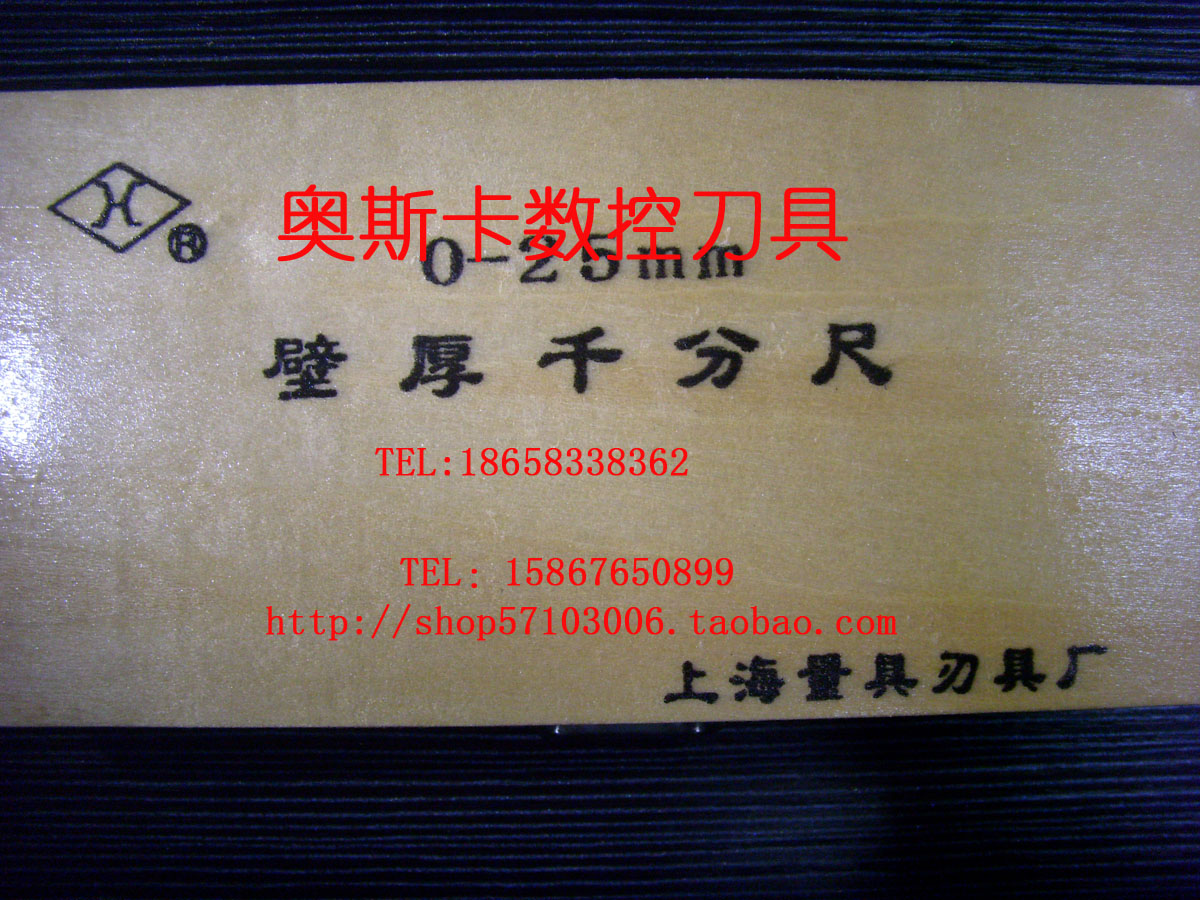 奥斯卡数控刀具
®
0-25mm
壁厚千分尺
TEL:18658338362
TEL: 15867650899
http://shop57103006.taobao.com
上海量具刃具厂